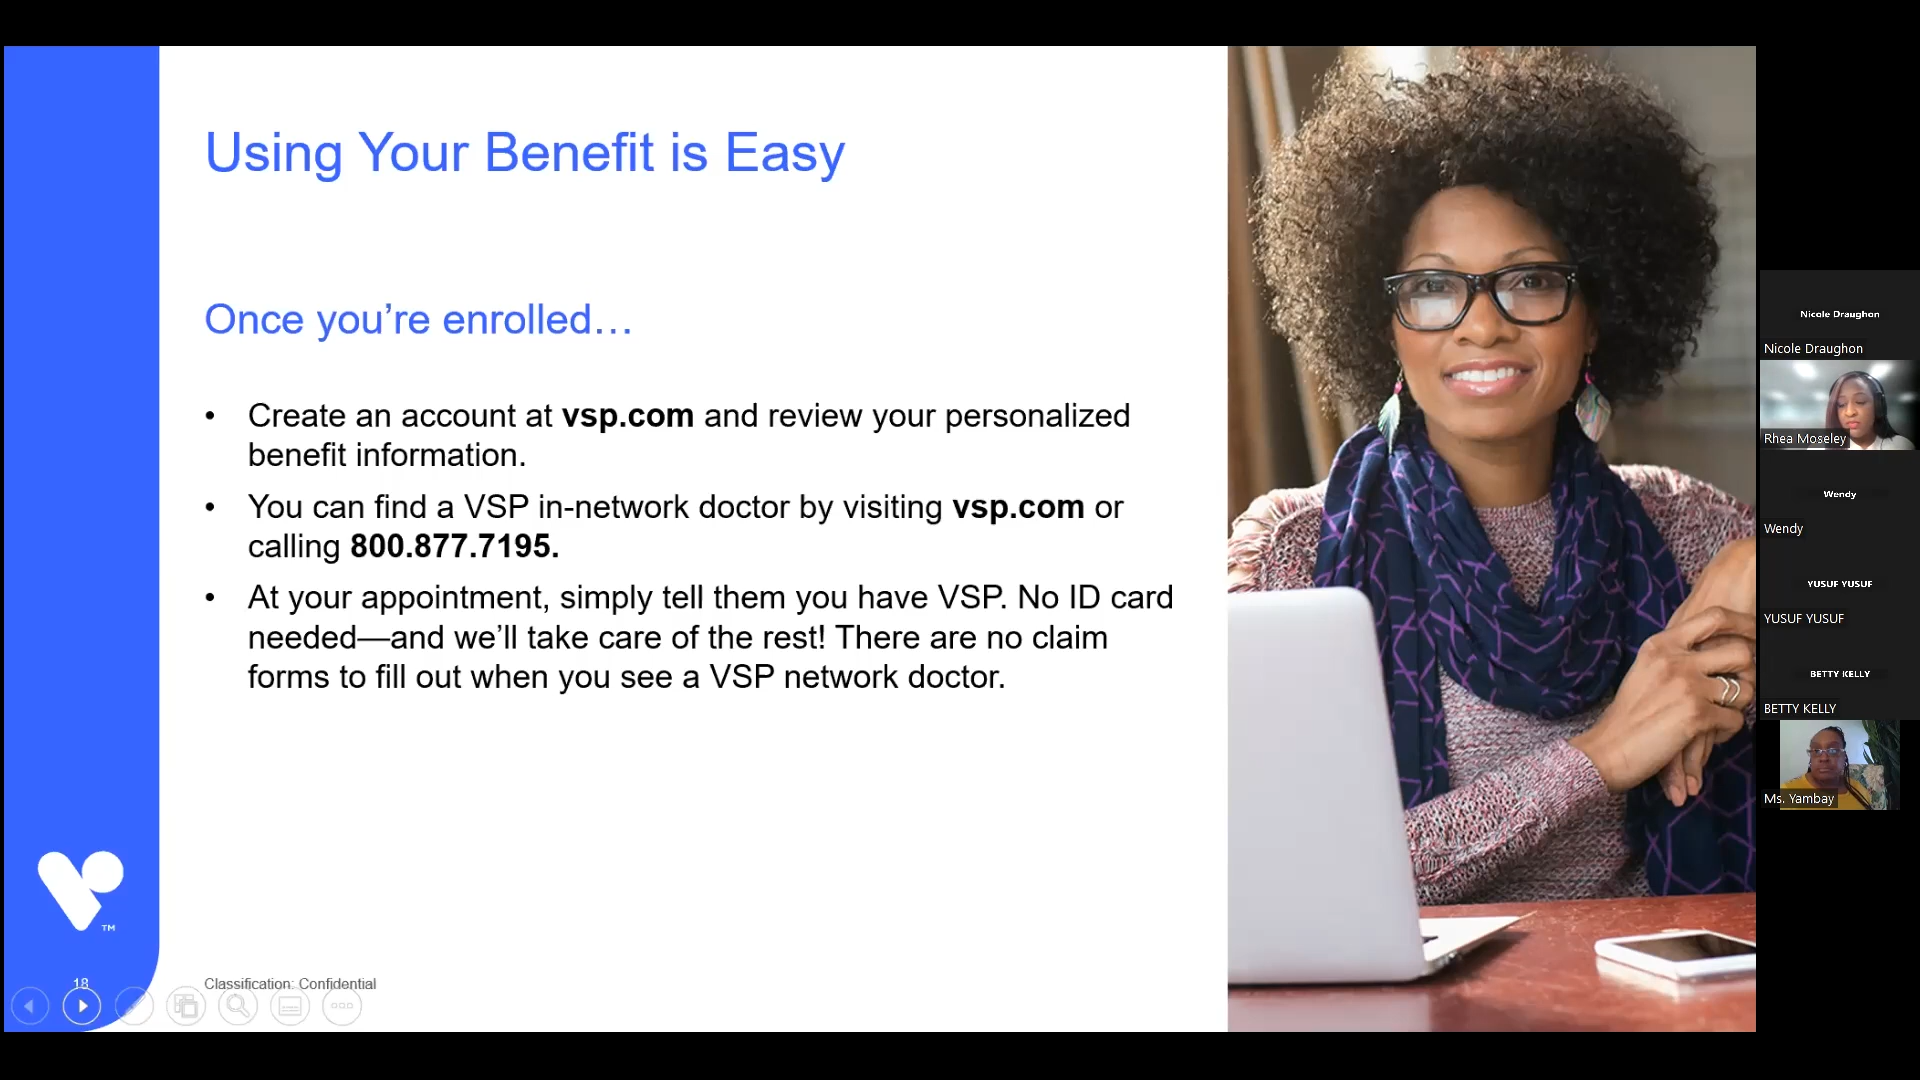 Using Your Benefit is Easy
Once you’re enrolled…
• Create an account at vsp.com and review your personalized
benefit information.
• You can find a VSP in-network doctor by visiting vsp.com or
calling 800.877.7195.
• At your appointment, simply tell them you have VSP. No ID card
needed—and we’ll take care of the rest! There are no claim
forms to fill out when you see a VSP network doctor.
TM
18
Classification: Confidential
Nicole Draughon
Nicole Draughon
Rhea Moseley
Wendy
Wendy
YUSUF YUSUF
YUSUF YUSUF
BETTY KELLY
BETTY KELLY
Ms. Yambay